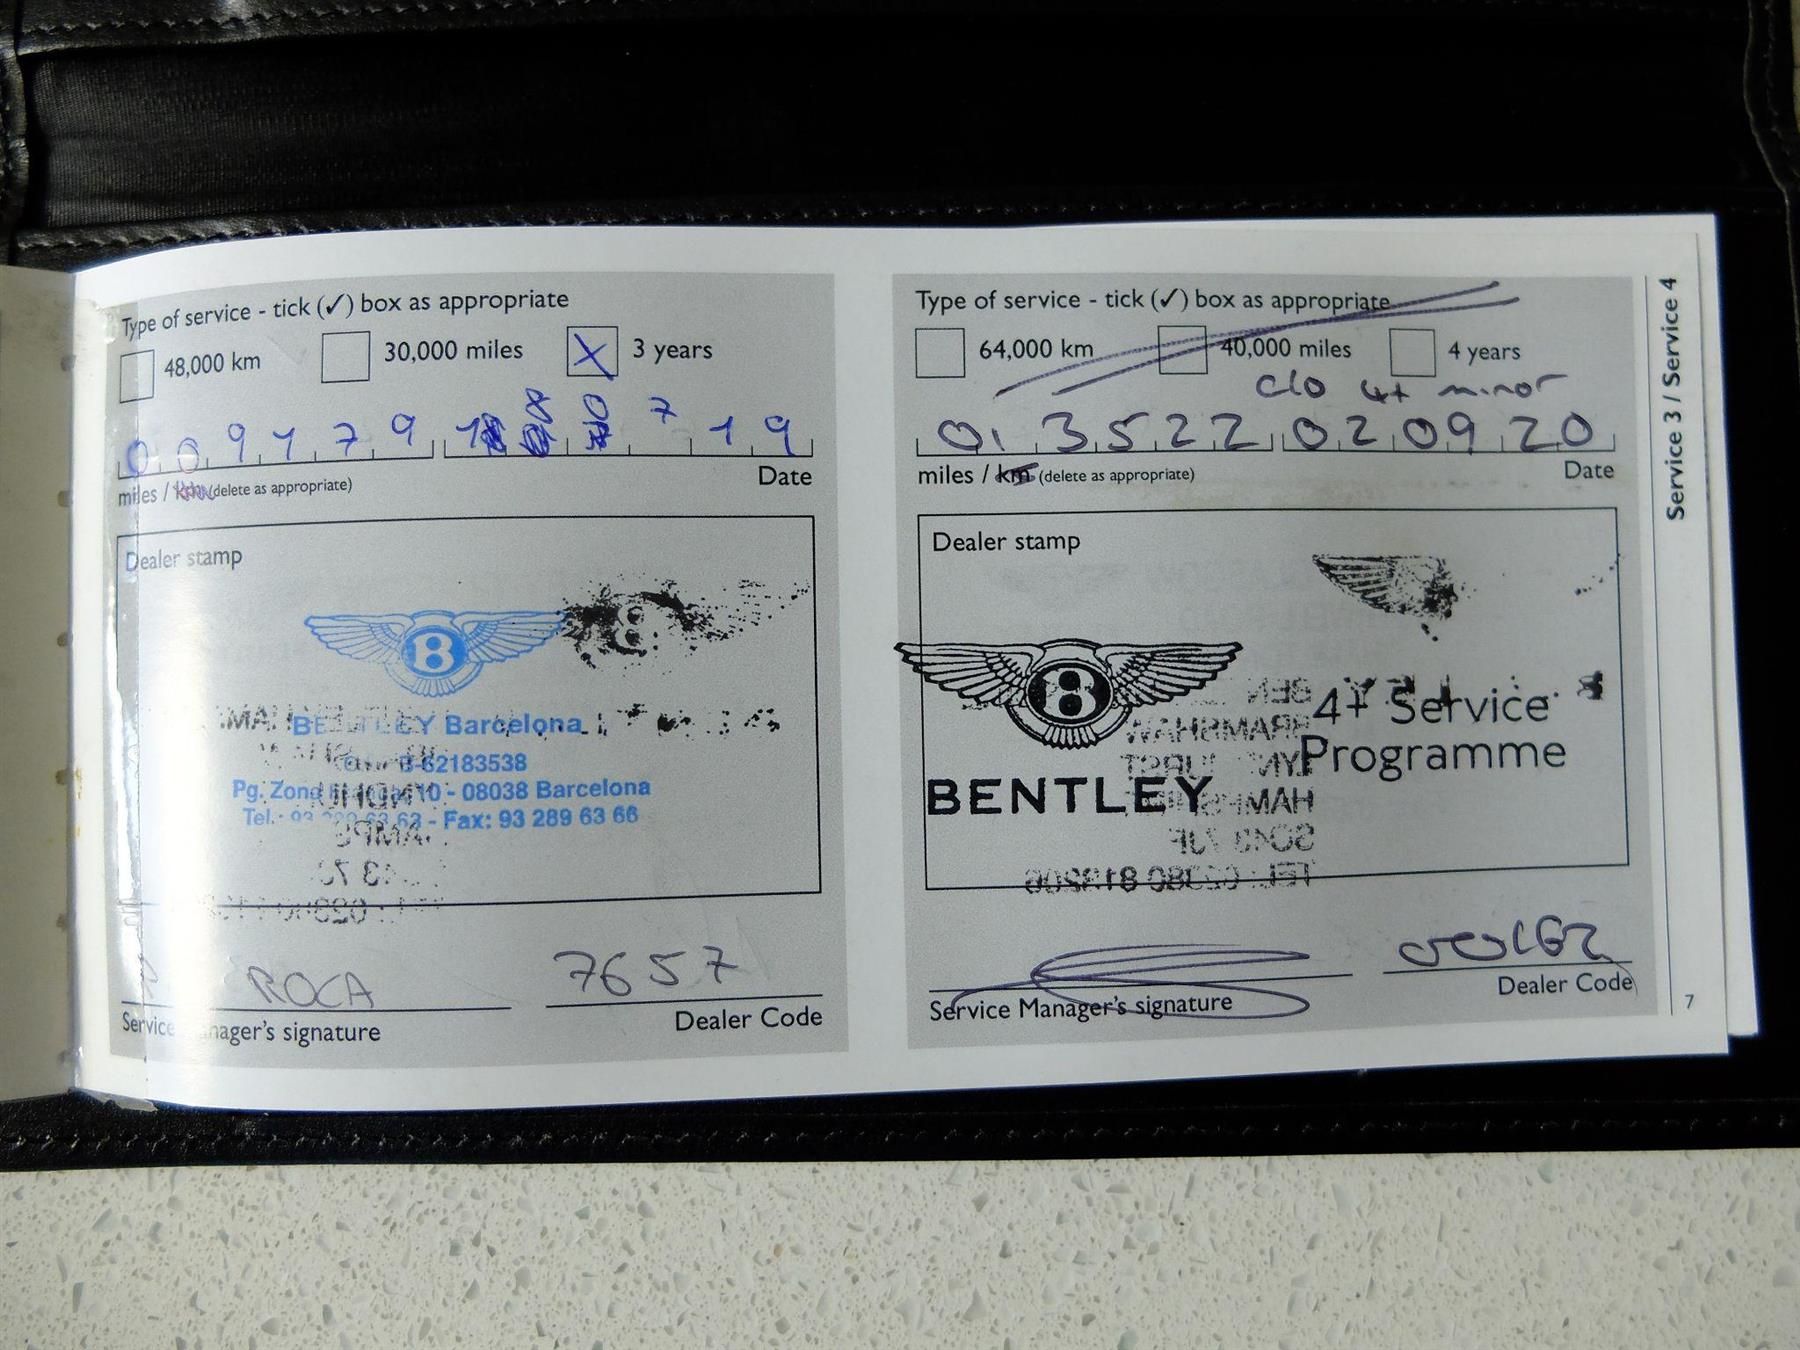 Type of service - tick (✓) box as appropriate
48,000 km 30,000 miles X 3 years
0 0 9 1 7 9 7 1 9
miles / km (delete as appropriate) Date
Dealer stamp
B
BENTLEY Barcelona
08038 Barcelona
Fax: 93 289 63 66
ROCA 7657
Service Manager's signature Dealer Code
Type of service - tick (✓) box as appropriate
64,000 km 40,000 miles 4 years
c/o 4+ minor
0 1 3 5 2 2 0 2 0 9 2 0
miles / km (delete as appropriate) Date
Dealer stamp
B
4+ Service
Programme
BENTLEY
Service Manager's signature Dealer Code
Service 3 / Service 4
7